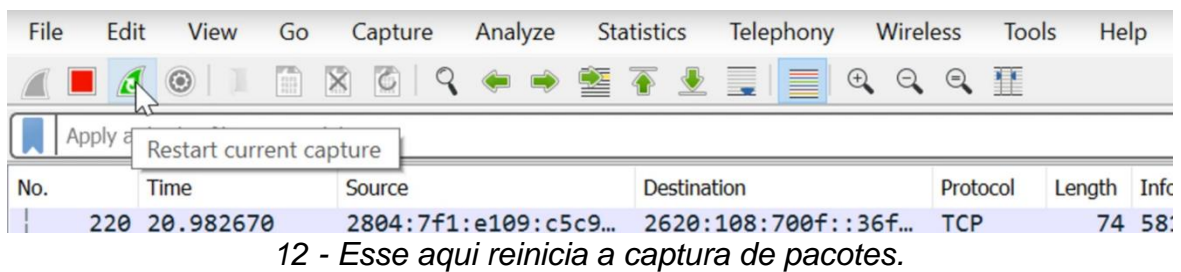 File Edit View Go Capture Analyze Statistics Telephony Wireless Tools Help
Apply a
Restart current capture
No. Time Source Destination Protocol Length Info
220 20.982670 2804:7f1:e109:c5c9… 2620:108:700f::36f… TCP 74 581
12 - Esse aqui reinicia a captura de pacotes.